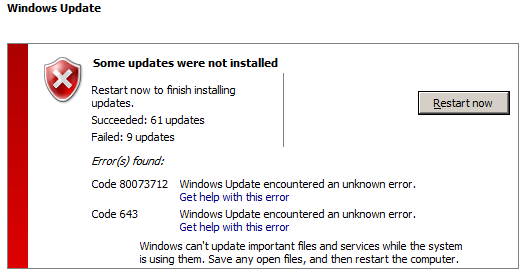 Windows Update
Some updates were not installed
Restart now to finish installing
updates.
Succeeded: 61 updates
Failed: 9 updates
Restart now
Error(s) found:
Code 80073712 Windows Update encountered an unknown error.
Get help with this error
Code 643 Windows Update encountered an unknown error.
Get help with this error
Windows can't update important files and services while the system
is using them. Save any open files, and then restart the computer.